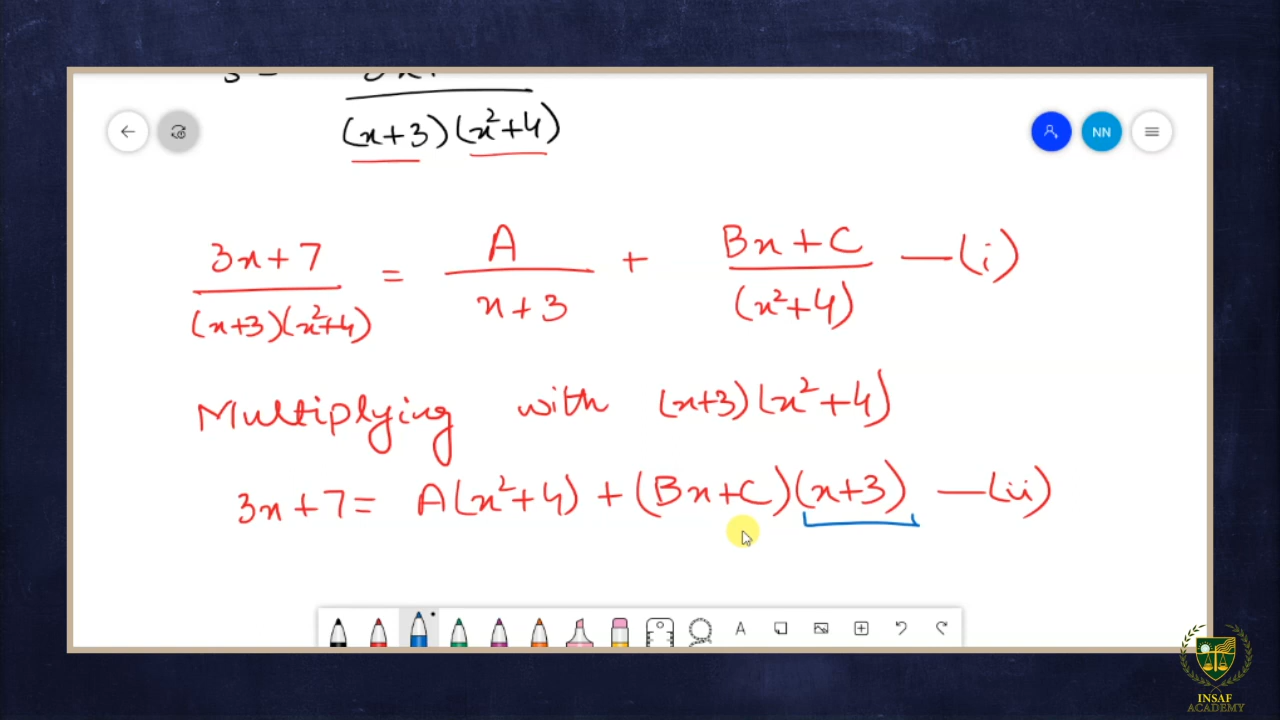 (x+3)(x²+4)
NN
3x+7 / (x+3)(x²+4) = A / x+3 + Bx+C / (x²+4) —(i)
Multiplying with (x+3)(x²+4)
3x+7 = A(x²+4) + (Bx+C)(x+3) —(ii)
A
INSAF
ACADEMY